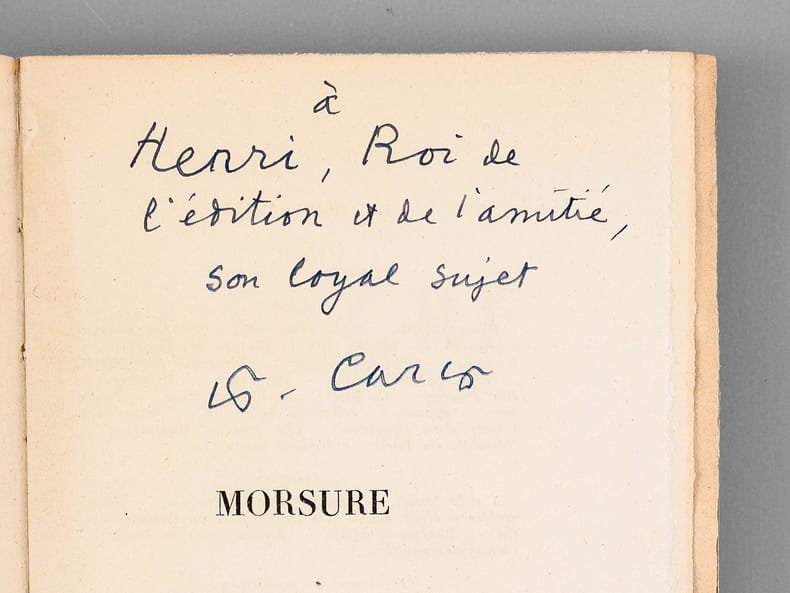 à
Henri, Roi de
l'édition et de l'amitié,
son loyal sujet
F. Carco
MORSURE